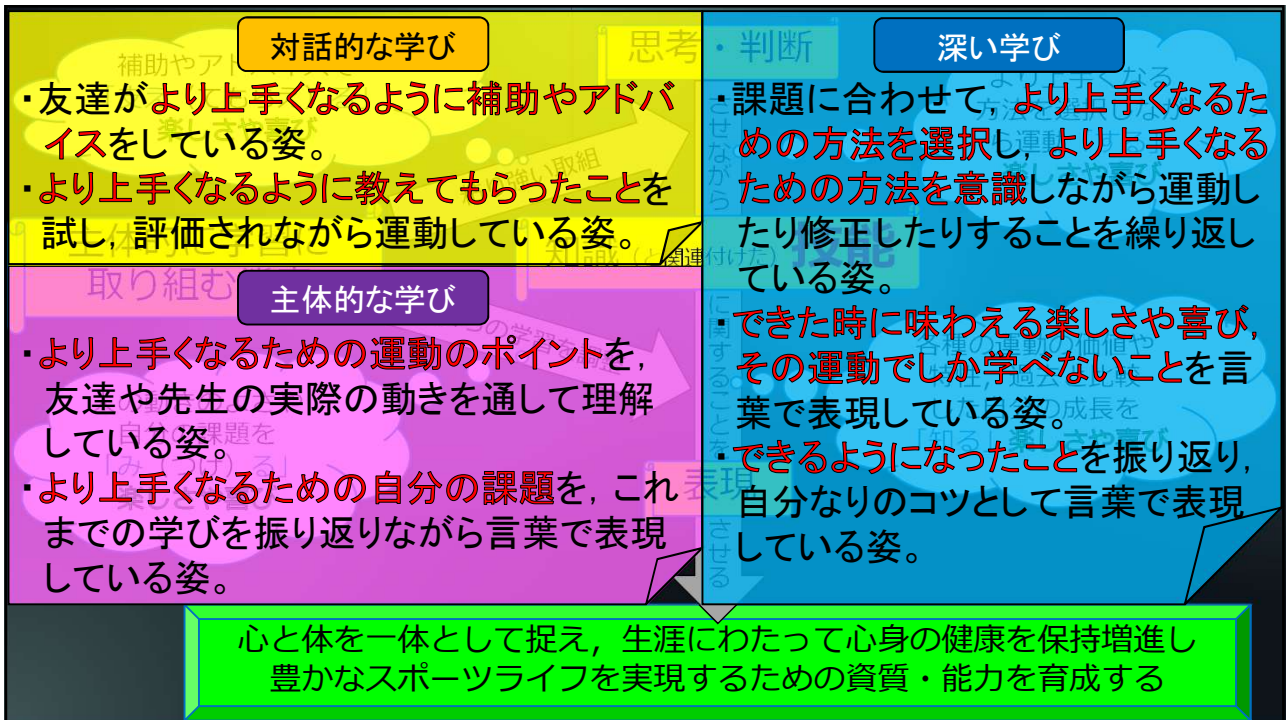 対話的な学び
・友達がより上手くなるように補助やアドバ
イスをしている姿。
・より上手くなるように教えてもらったことを
試し，評価されながら運動している姿。
主体的な学び
・より上手くなるための運動のポイントを，
友達や先生の実際の動きを通して理解
している姿。
・より上手くなるための自分の課題を，これ
までの学びを振り返りながら言葉で表現
している姿。
深い学び
・課題に合わせて，より上手くなるた
めの方法を選択し，より上手くなる
ための方法を意識しながら運動し
たり修正したりすることを繰り返し
ている姿。
・できた時に味わえる楽しさや喜び，
その運動でしか学べないことを言
葉で表現している姿。
・できるようになったことを振り返り，
自分なりのコツとして言葉で表現
している姿。
思考・判断
技能
表現
させる
心と体を一体として捉え，生涯にわたって心身の健康を保持増進し
豊かなスポーツライフを実現するための資質・能力を育成する